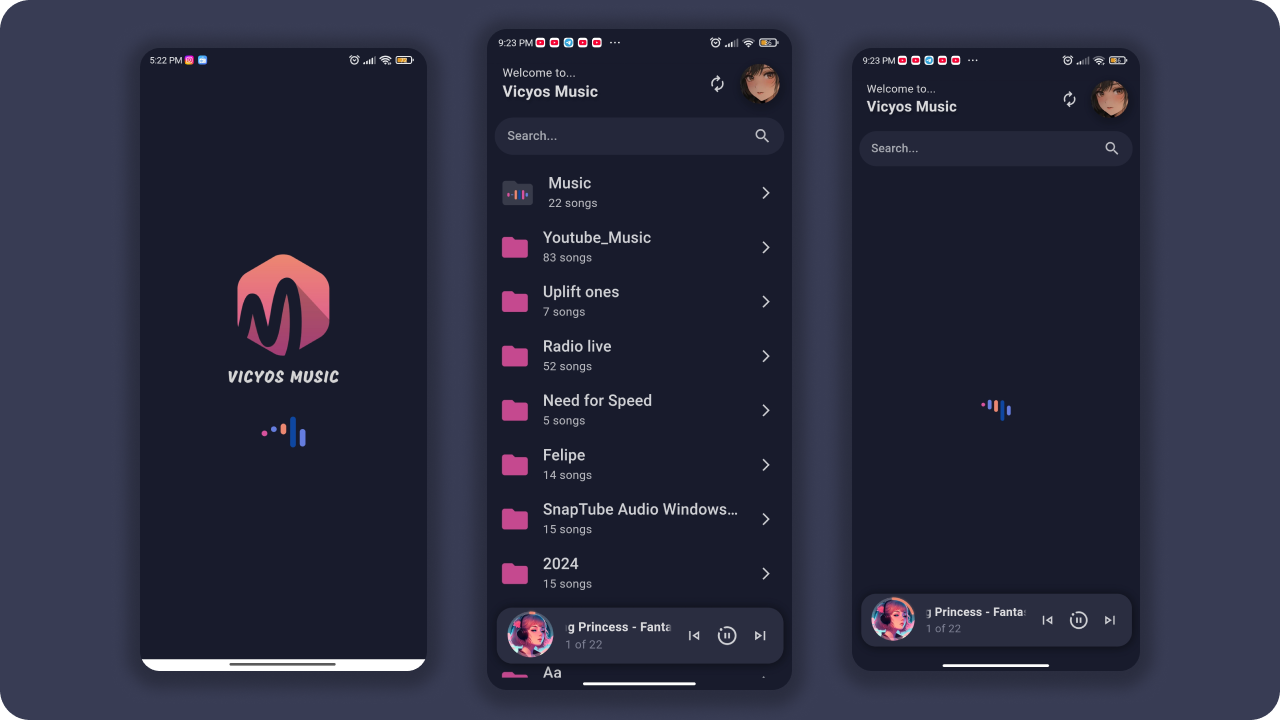 5:22 PM
VICYOS MUSIC
9:23 PM
Welcome to...
Vicyos Music
Search...
Music
22 songs
Youtube_Music
83 songs
Uplift ones
7 songs
Radio live
52 songs
Need for Speed
5 songs
Felipe
14 songs
SnapTube Audio Windows...
15 songs
2024
15 songs
g Princess - Fanta
1 of 22
Aa
9:23 PM
Welcome to...
Vicyos Music
Search...
g Princess - Fanta
1 of 22